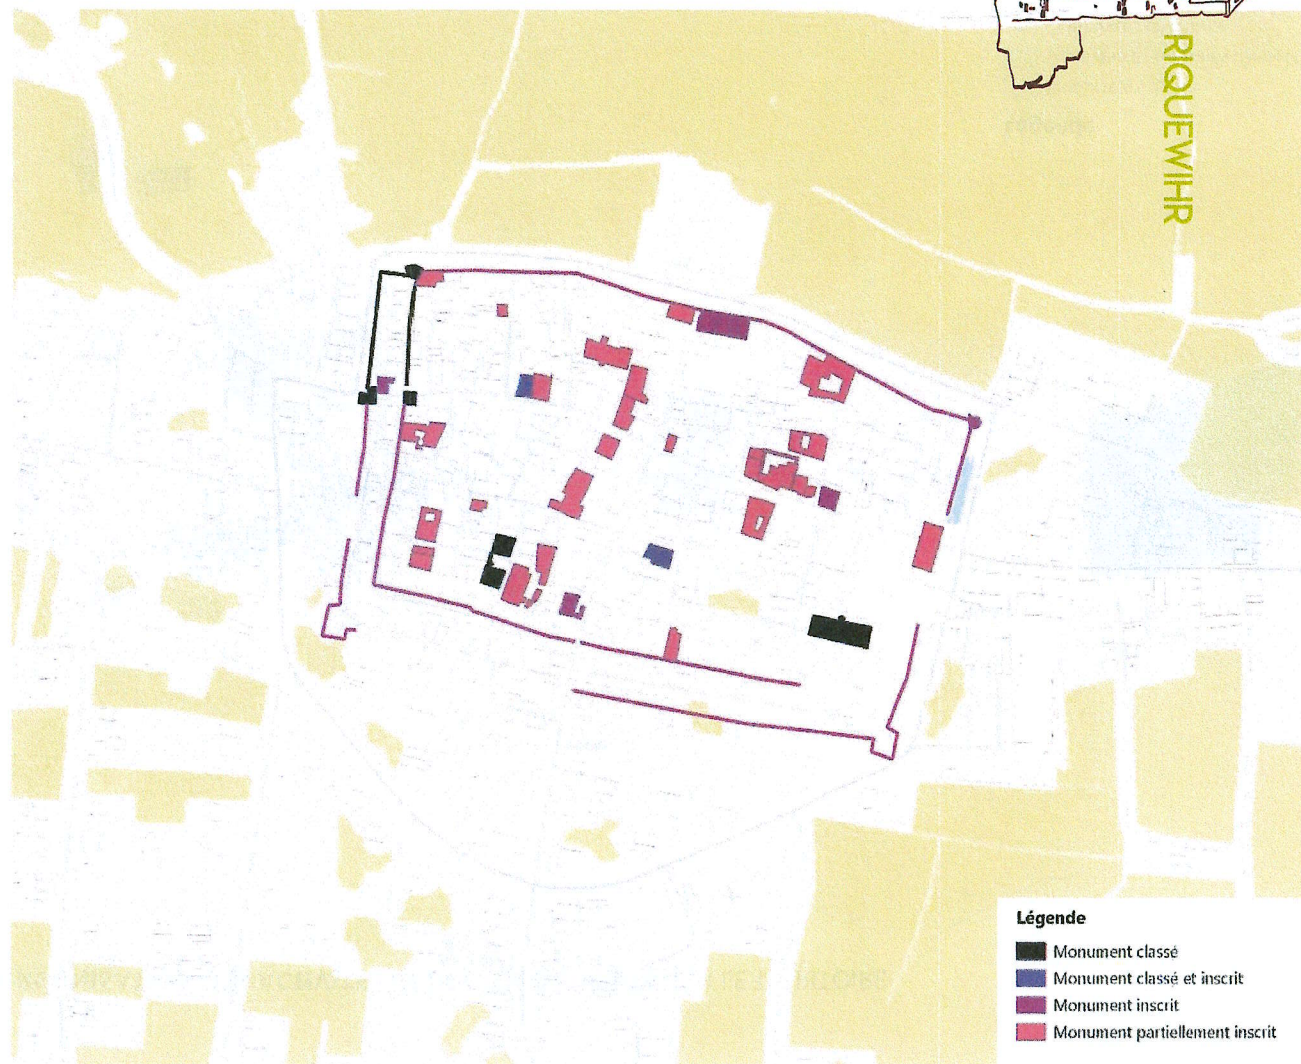 RIQUEWIHR
Légende
Monument classé
Monument classé et inscrit
Monument inscrit
Monument partiellement inscrit